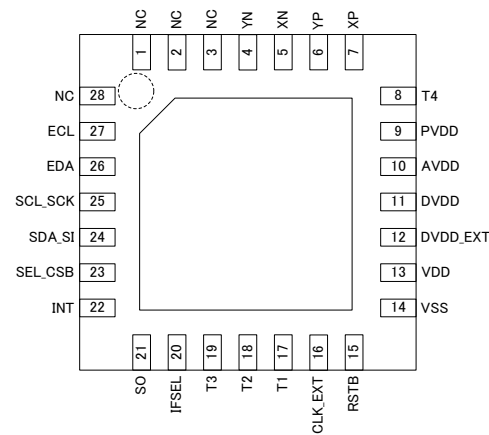 NC NC NC YN XN YP XP
1 2 3 4 5 6 7
NC 28 8 T4
ECL 27 9 PVDD
EDA 26 10 AVDD
SCL_SCK 25 11 DVDD
SDA_SI 24 12 DVDD_EXT
SEL_CSB 23 13 VDD
INT 22 14 VSS
21 20 19 18 17 16 15
SO IFSEL T3 T2 T1 CLK_EXT RSTB